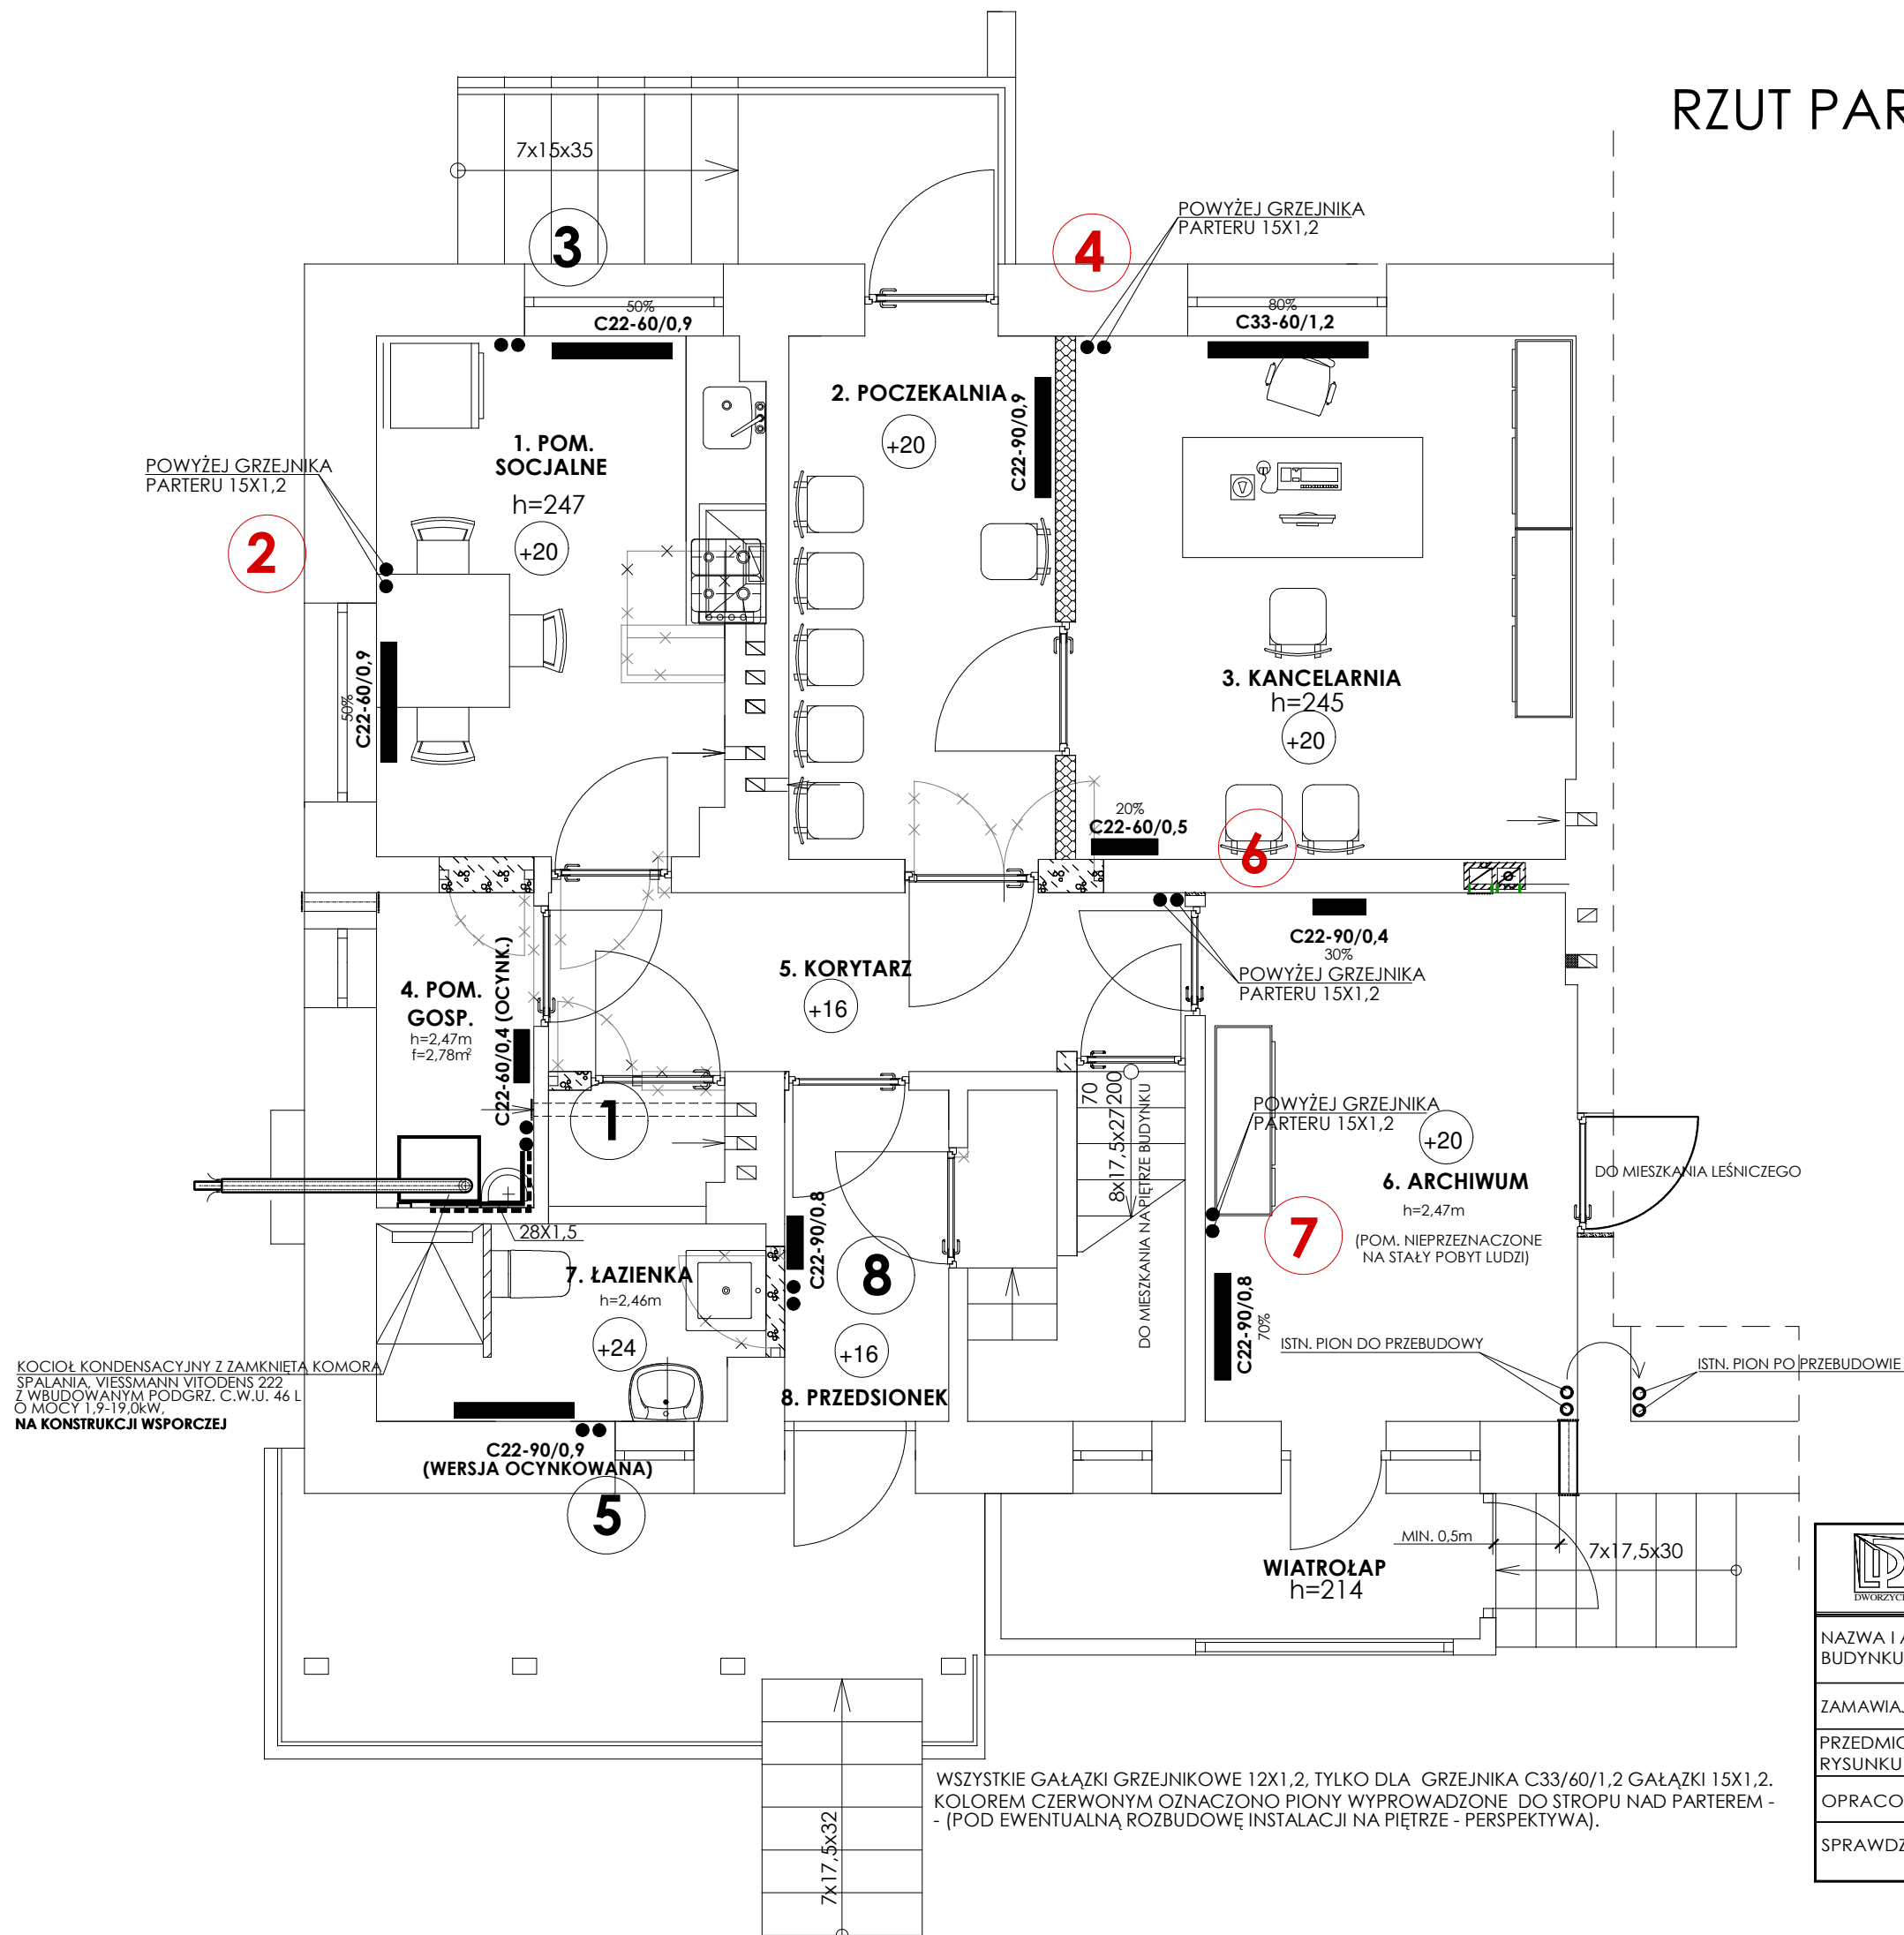 RZUT PAR
7x15x35
3
4
POWYŻEJ GRZEJNIKA
PARTERU 15X1,2
50%
C22-60/0,9
80%
C33-60/1,2
2. POCZEKALNIA
+20
C22-90/0,9
1. POM.
SOCJALNE
h=247
+20
POWYŻEJ GRZEJNIKA
PARTERU 15X1,2
2
50%
C22-60/0,9
3. KANCELARNIA
h=245
+20
20%
C22-60/0,5
6
C22-90/0,4
30%
POWYŻEJ GRZEJNIKA
PARTERU 15X1,2
5. KORYTARZ
+16
4. POM.
GOSP.
h=2,47m
f=2,78m²
C22-60/0,4 (OCYNK.)
1
70
200
8x17,5x27
DO MIESZKANIA NA PIĘTRZE BUDYNKU
POWYŻEJ GRZEJNIKA
PARTERU 15X1,2
+20
6. ARCHIWUM
h=2,47m
(POM. NIEPRZEZNACZONE
NA STAŁY POBYT LUDZI)
DO MIESZKANIA LEŚNICZEGO
7
C22-90/0,8
70%
28X1,5
7. ŁAZIENKA
h=2,46m
+24
C22-90/0,8
8
+16
8. PRZEDSIONEK
ISTN. PION DO PRZEBUDOWY
ISTN. PION PO PRZEBUDOWIE
KOCIOŁ KONDENSACYJNY Z ZAMKNIĘTĄ KOMORĄ
SPALANIA, VIESSMANN VITODENS 222
Z WBUDOWANYM PODGRZ. C.W.U. 46 L
O MOCY 1,9-19,0kW,
NA KONSTRUKCJI WSPORCZEJ
C22-90/0,9
(WERSJA OCYNKOWANA)
5
MIN. 0,5m
7x17,5x30
WIATROŁAP
h=214
7x17,5x32
WSZYSTKIE GAŁĄZKI GRZEJNIKOWE 12X1,2, TYLKO DLA GRZEJNIKA C33/60/1,2 GAŁĄZKI 15X1,2.
KOLOREM CZERWONYM OZNACZONO PIONY WYPROWADZONE DO STROPU NAD PARTEREM -
- (POD EWENTUALNĄ ROZBUDOWĘ INSTALACJI NA PIĘTRZE - PERSPEKTYWA).
DWORZYC
NAZWA I A
BUDYNKU
ZAMAWIAJ
PRZEDMIO
RYSUNKU
OPRACO
SPRAWDZ